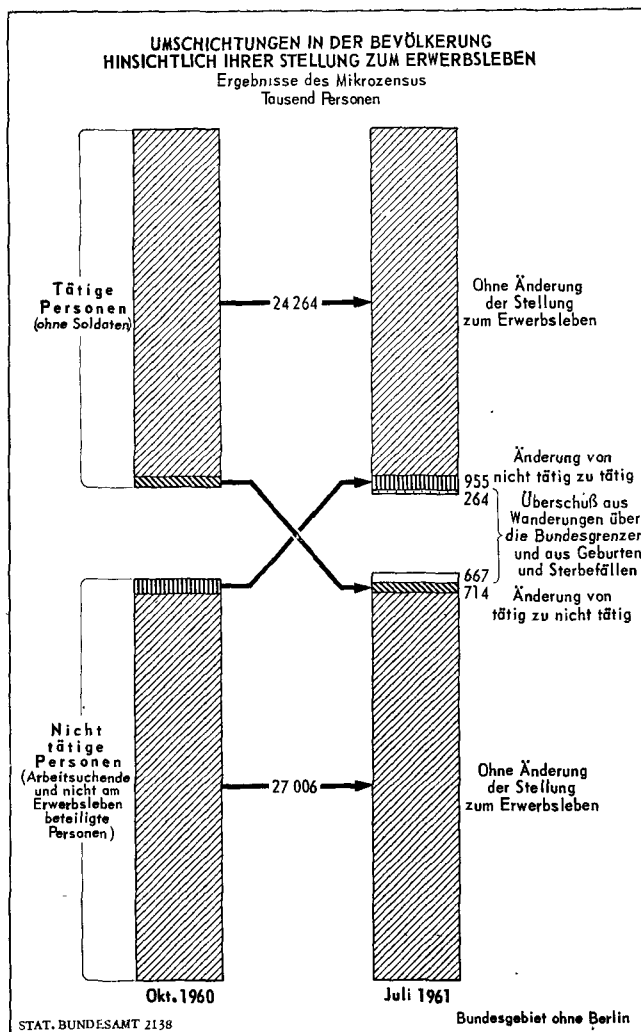 UMSCHICHTUNGEN IN DER BEVÖLKERUNG
HINSICHTLICH IHRER STELLUNG ZUM ERWERBSLEBEN
Ergebnisse des Mikrozensus
Tausend Personen
Tätige
Personen
(ohne Soldaten)
24 264
Ohne Änderung
der Stellung
zum Erwerbsleben
Änderung von
nicht tätig zu tätig
955
264
Überschuß aus
Wanderungen über
die Bundesgrenzen
und aus Geburten
und Sterbefällen
667
714
Änderung von
tätig zu nicht tätig
Nicht
tätige
Personen
(Arbeitsuchende
und nicht am
Erwerbsleben
beteiligte
Personen)
27 006
Ohne Änderung
der Stellung
zum Erwerbsleben
Okt. 1960
Juli 1961
STAT. BUNDESAMT 2138
Bundesgebiet ohne Berlin